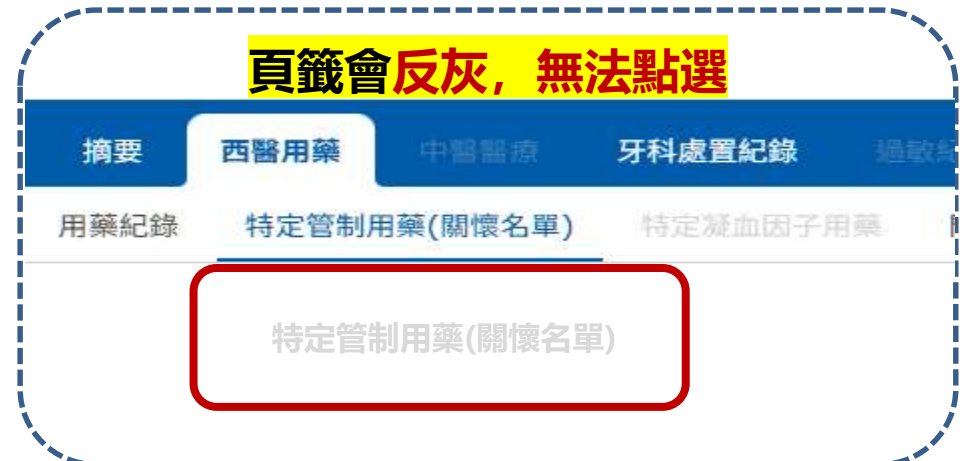 頁籤會反灰，無法點選
摘要 西醫用藥 中醫醫療 牙科處置紀錄 過敏紀
用藥紀錄 特定管制用藥(關懷名單) 特定凝血因子用藥
特定管制用藥(關懷名單)